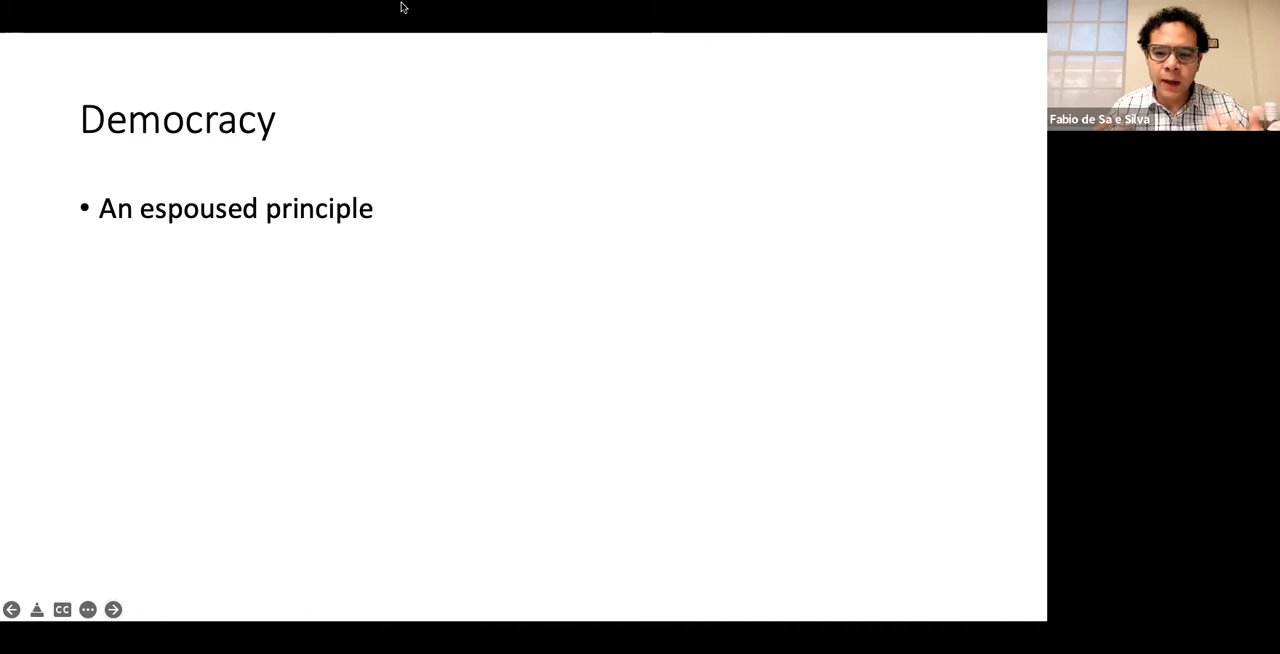 Democracy
• An espoused principle
Fabio de Sa e Silva
CC